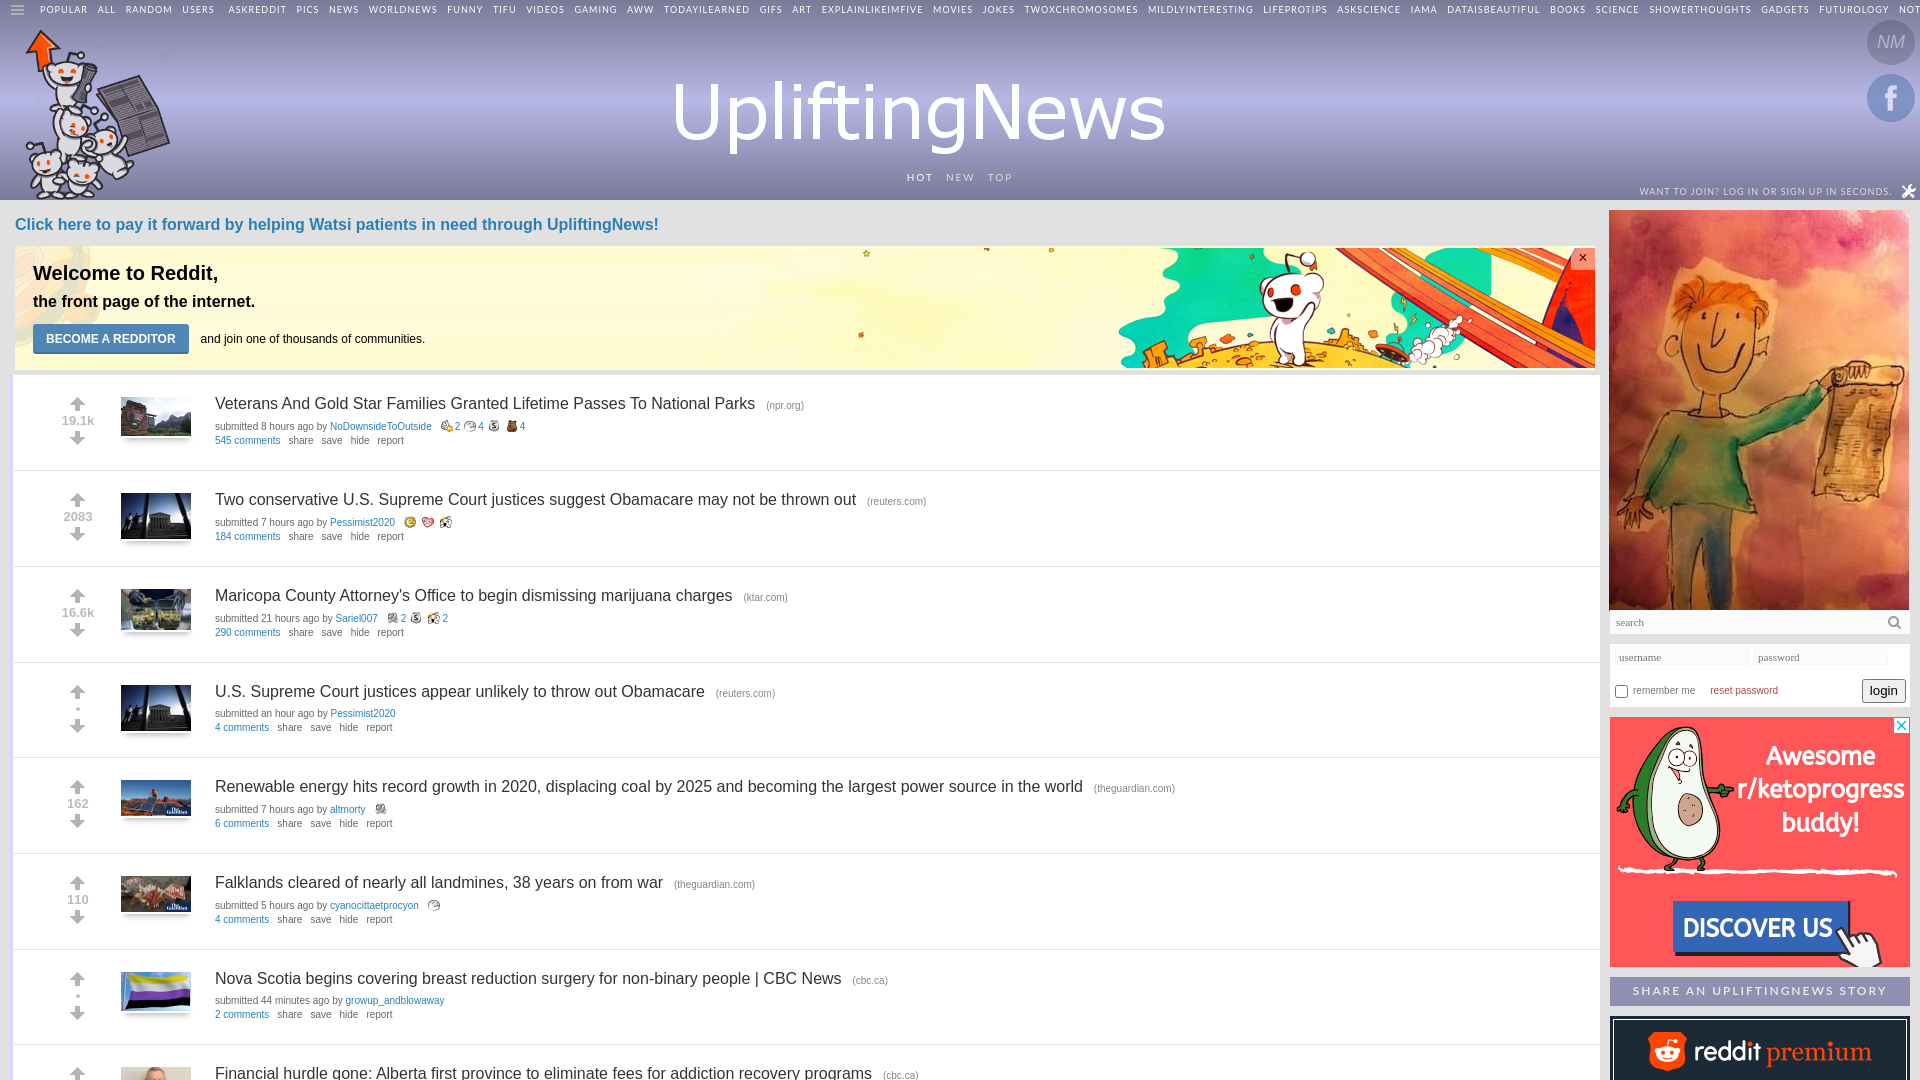 POPULAR ALL RANDOM USERS ASKREDDIT PICS NEWS WORLDNEWS FUNNY TIFU VIDEOS GAMING AWW TODAYILEARNED GIFS ART EXPLAINLIKEIMFIVE MOVIES JOKES TWOXCHROMOSOMES MILDLYINTERESTING LIFEPROTIPS ASKSCIENCE IAMA DATAISBEAUTIFUL BOOKS SCIENCE SHOWERTHOUGHTS GADGETS FUTUROLOGY NOT
NM
f
UpliftingNews
HOT NEW TOP
WANT TO JOIN? LOG IN OR SIGN UP IN SECONDS.
Click here to pay it forward by helping Watsi patients in need through UpliftingNews!
Welcome to Reddit,
the front page of the internet.
BECOME A REDDITOR and join one of thousands of communities.
×
19.1k
Veterans And Gold Star Families Granted Lifetime Passes To National Parks (npr.org)
submitted 8 hours ago by NoDownsideToOutside 2 4 4
545 comments share save hide report
2083
Two conservative U.S. Supreme Court justices suggest Obamacare may not be thrown out (reuters.com)
submitted 7 hours ago by Pessimist2020
184 comments share save hide report
16.6k
Maricopa County Attorney's Office to begin dismissing marijuana charges (ktar.com)
submitted 21 hours ago by Sariel007 2 2
290 comments share save hide report
•
U.S. Supreme Court justices appear unlikely to throw out Obamacare (reuters.com)
submitted an hour ago by Pessimist2020
4 comments share save hide report
162
Renewable energy hits record growth in 2020, displacing coal by 2025 and becoming the largest power source in the world (theguardian.com)
submitted 7 hours ago by altmorty
6 comments share save hide report
110
Falklands cleared of nearly all landmines, 38 years on from war (theguardian.com)
submitted 5 hours ago by cyanocittaetprocyon
4 comments share save hide report
•
Nova Scotia begins covering breast reduction surgery for non-binary people | CBC News (cbc.ca)
submitted 44 minutes ago by growup_andblowaway
2 comments share save hide report
Financial hurdle gone: Alberta first province to eliminate fees for addiction recovery programs (cbc.ca)
search
username password
remember me reset password login
Awesome
r/ketoprogress
buddy!
DISCOVER US
SHARE AN UPLIFTINGNEWS STORY
reddit premium